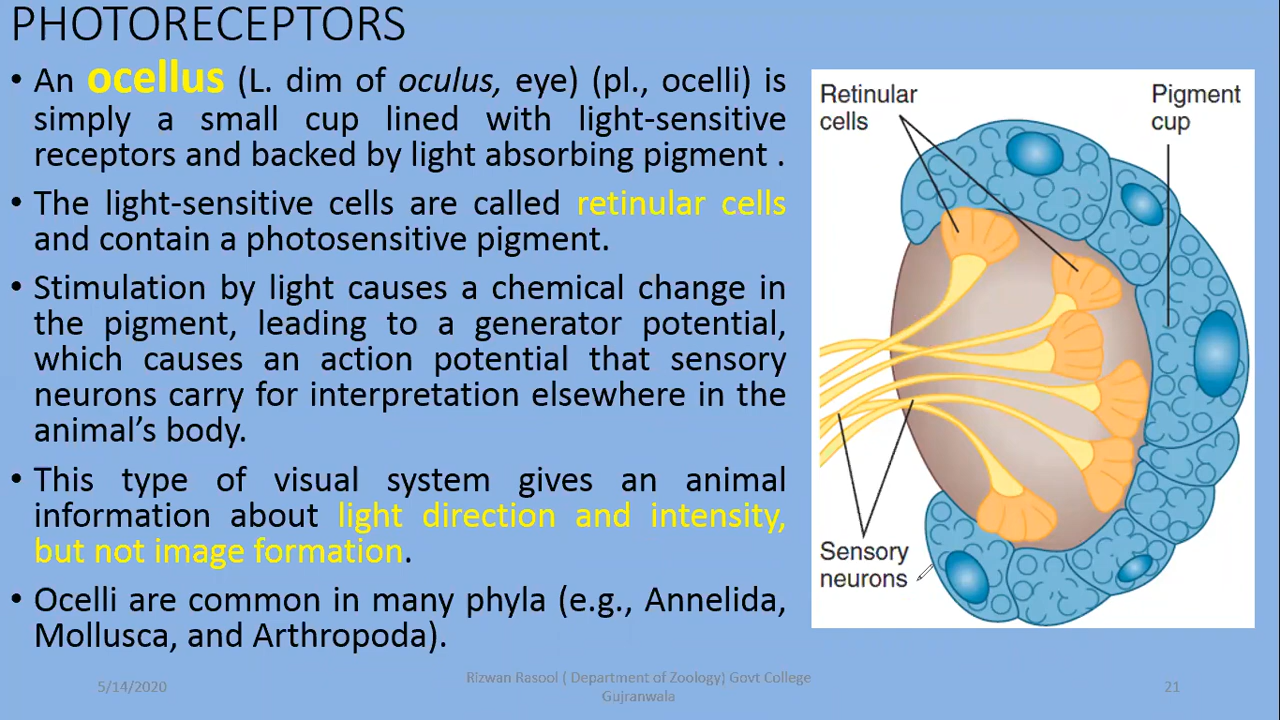 PHOTORECEPTORS
• An ocellus (L. dim of oculus, eye) (pl., ocelli) is
simply a small cup lined with light-sensitive
receptors and backed by light absorbing pigment .
• The light-sensitive cells are called retinular cells
and contain a photosensitive pigment.
• Stimulation by light causes a chemical change in
the pigment, leading to a generator potential,
which causes an action potential that sensory
neurons carry for interpretation elsewhere in the
animal’s body.
• This type of visual system gives an animal
information about light direction and intensity,
but not image formation.
• Ocelli are common in many phyla (e.g., Annelida,
Mollusca, and Arthropoda).
Retinular
cells
Pigment
cup
Sensory
neurons
5/14/2020
Rizwan Rasool ( Department of Zoology) Govt College
Gujranwala
21